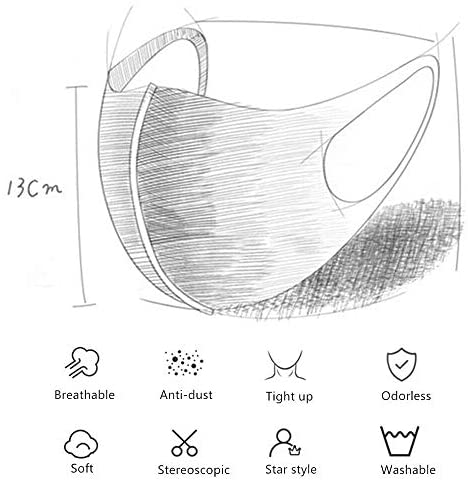 13cm
Breathable
Anti-dust
Tight up
Odorless
Soft
Stereoscopic
Star style
Washable